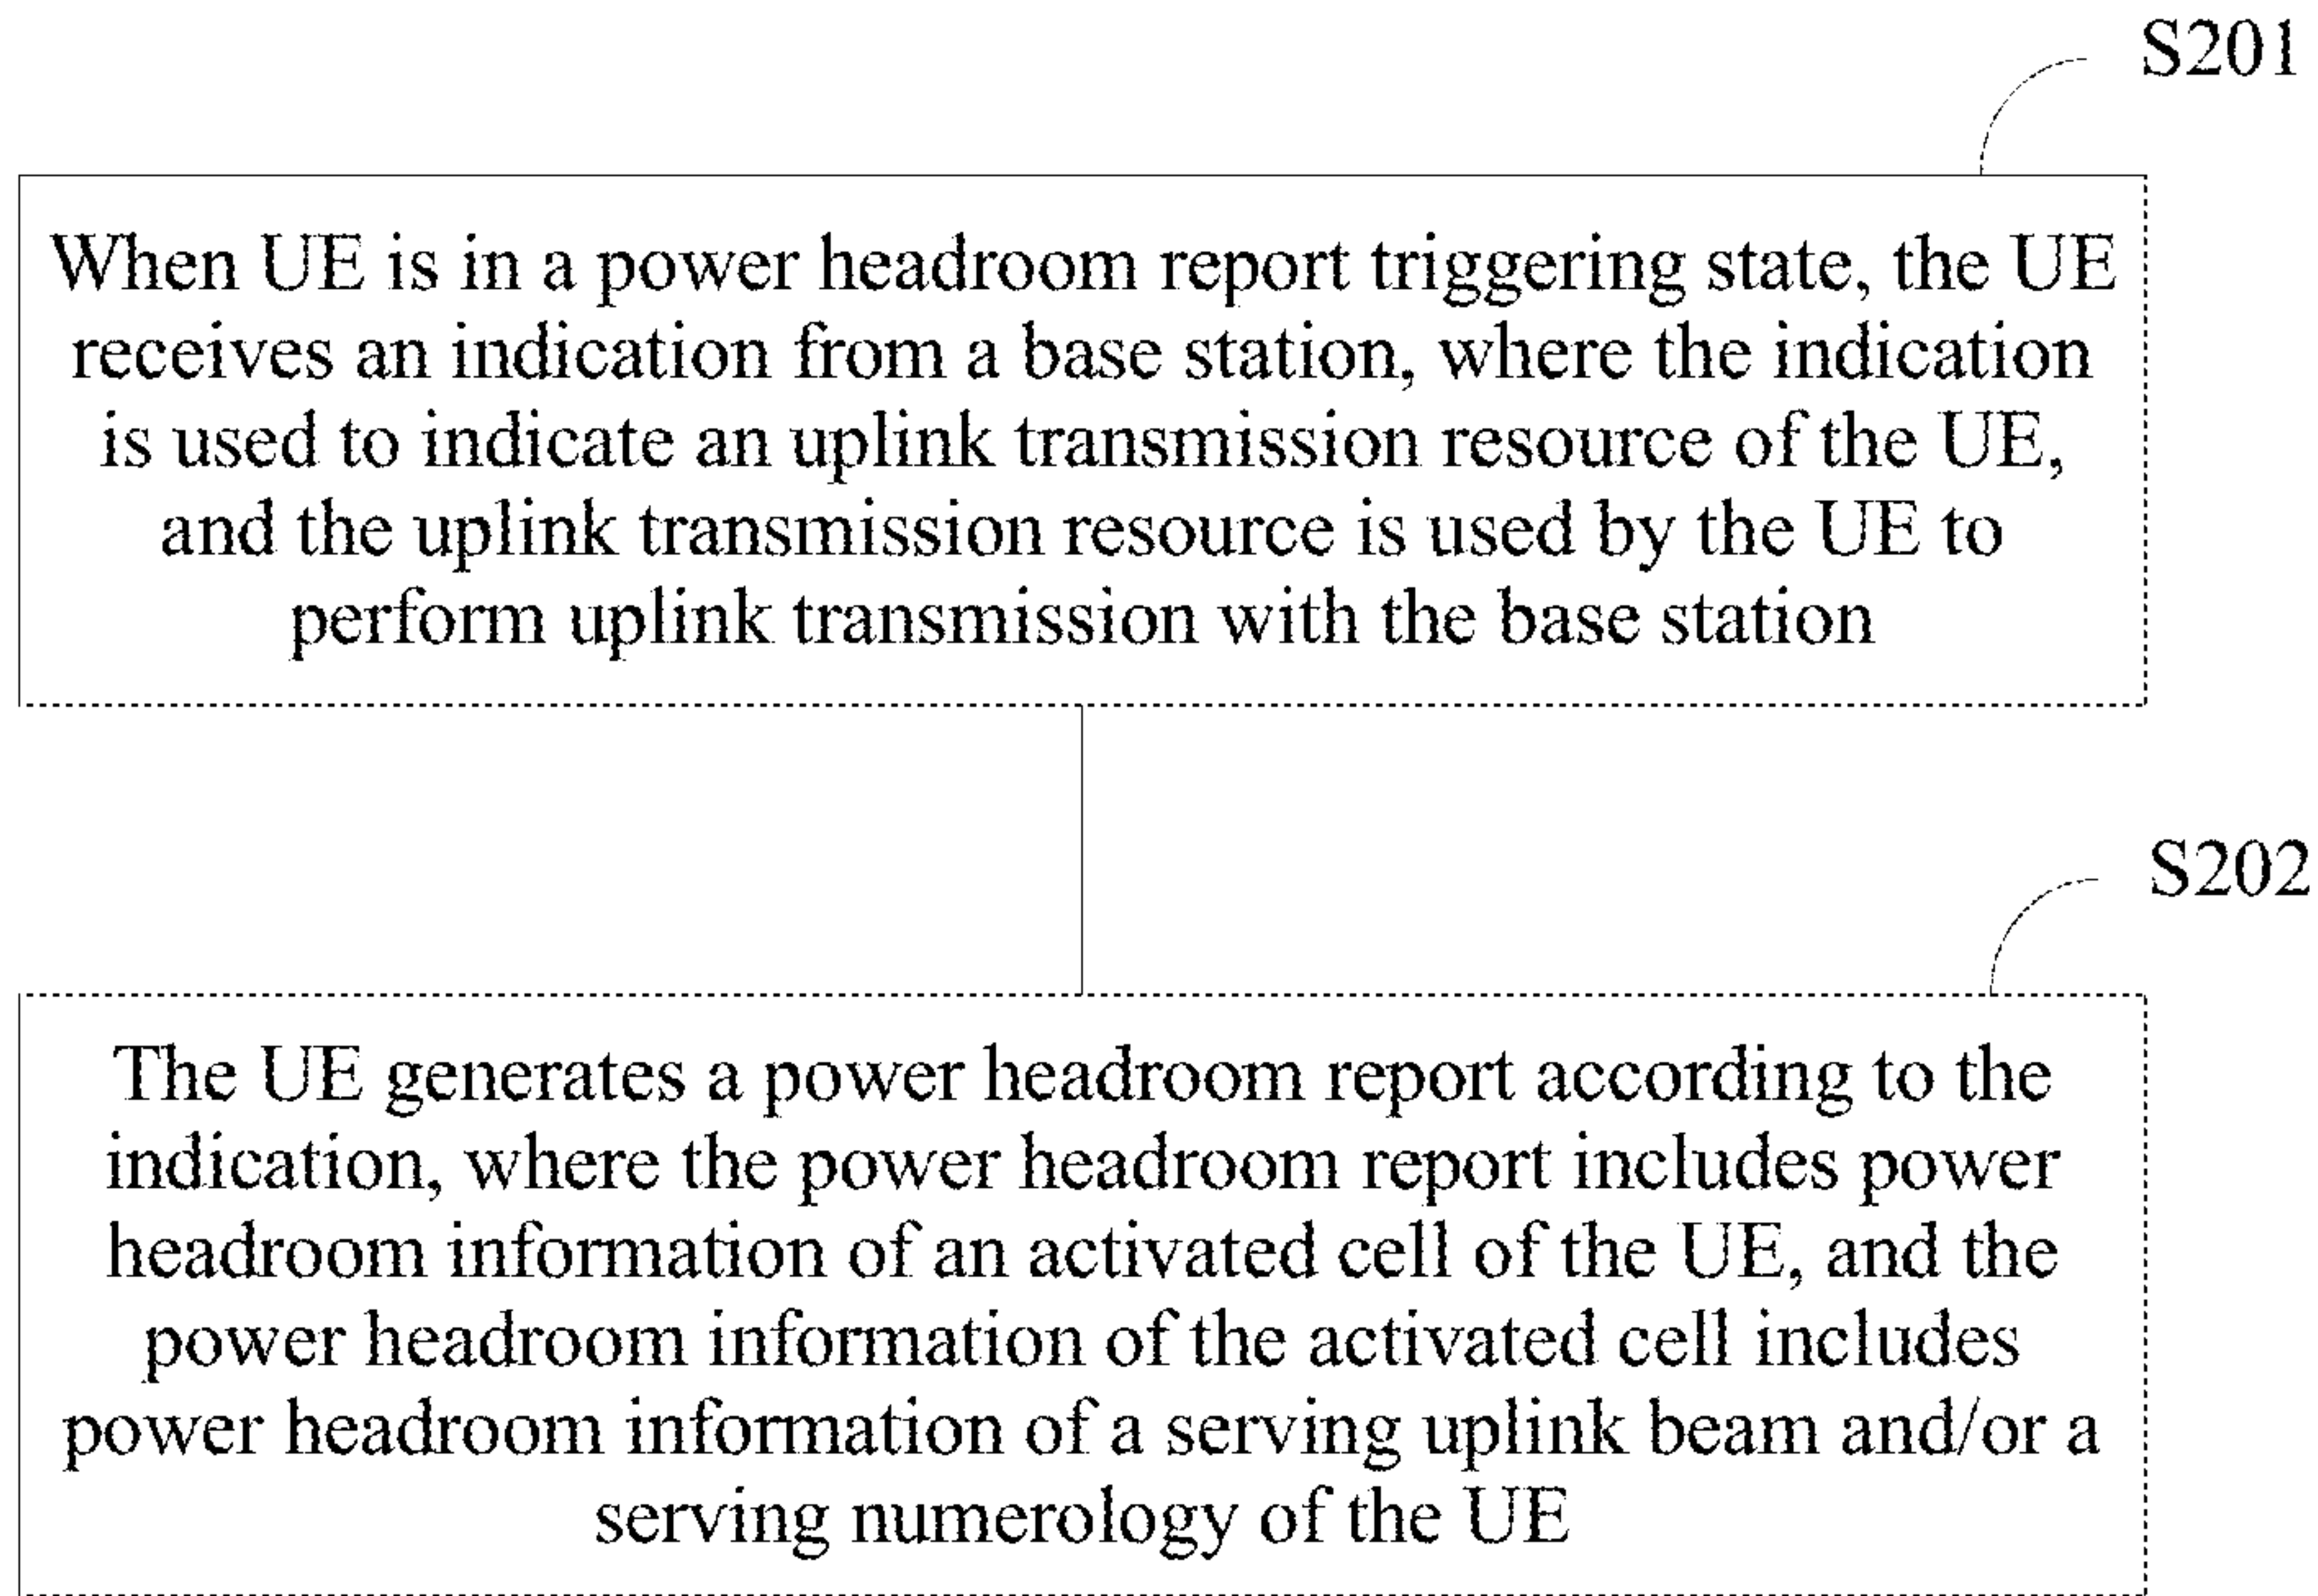 S201
When UE is in a power headroom report triggering state, the UE
receives an indication from a base station, where the indication
is used to indicate an uplink transmission resource of the UE,
and the uplink transmission resource is used by the UE to
perform uplink transmission with the base station
S202
The UE generates a power headroom report according to the
indication, where the power headroom report includes power
headroom information of an activated cell of the UE, and the
power headroom information of the activated cell includes
power headroom information of a serving uplink beam and/or a
serving numerology of the UE